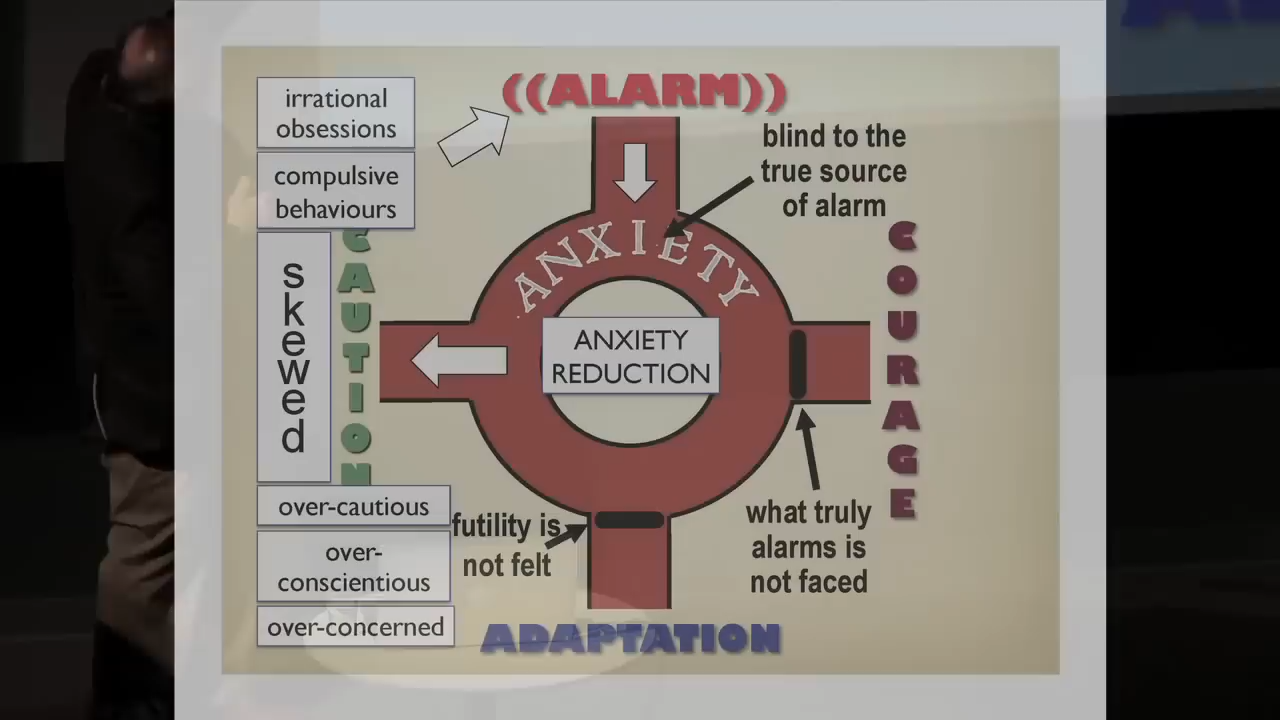 ((ALARM))
irrational
obsessions
compulsive
behaviours
blind to the
true source
of alarm
ANXIETY
skewed
CAUTION
ANXIETY
REDUCTION
COURAGE
over-cautious
over-
conscientious
over-concerned
futility is
not felt
what truly
alarms is
not faced
ADAPTATION